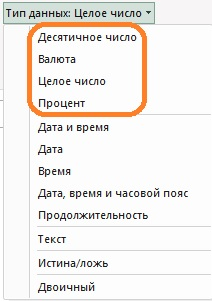 Тип данных: Целое число
Десятичное число
Валюта
Целое число
Процент
Дата и время
Дата
Время
Дата, время и часовой пояс
Продолжительность
Текст
Истина/ложь
Двоичный